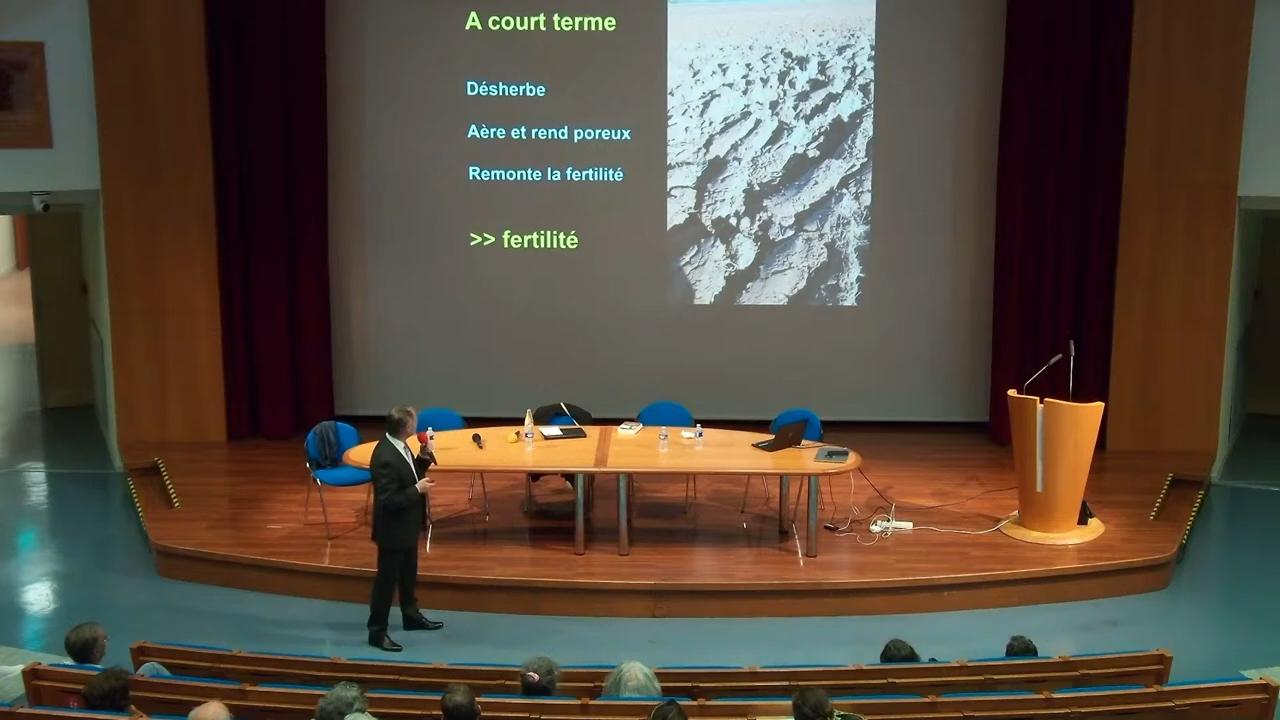 A court terme
Désherbe
Aère et rend poreux
Remonte la fertilité
>> fertilité